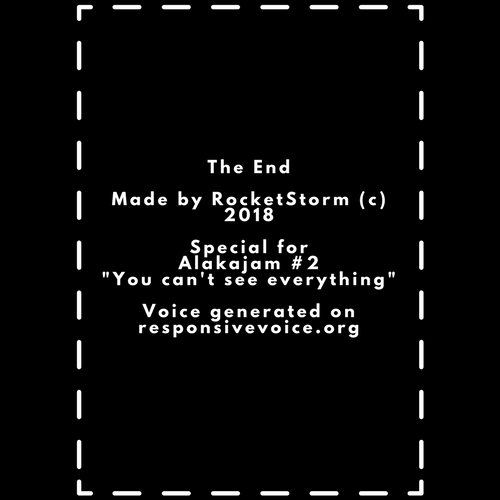 The End
Made by RocketStorm (c)
2018
Special for
Alakajam #2
"You can't see everything"
Voice generated on
responsivevoice.org